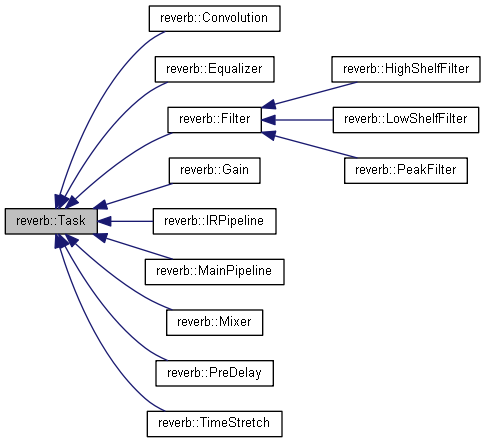 reverb::Convolution
reverb::Equalizer
reverb::HighShelfFilter
reverb::Filter
reverb::LowShelfFilter
reverb::PeakFilter
reverb::Gain
reverb::Task
reverb::IRPipeline
reverb::MainPipeline
reverb::Mixer
reverb::PreDelay
reverb::TimeStretch